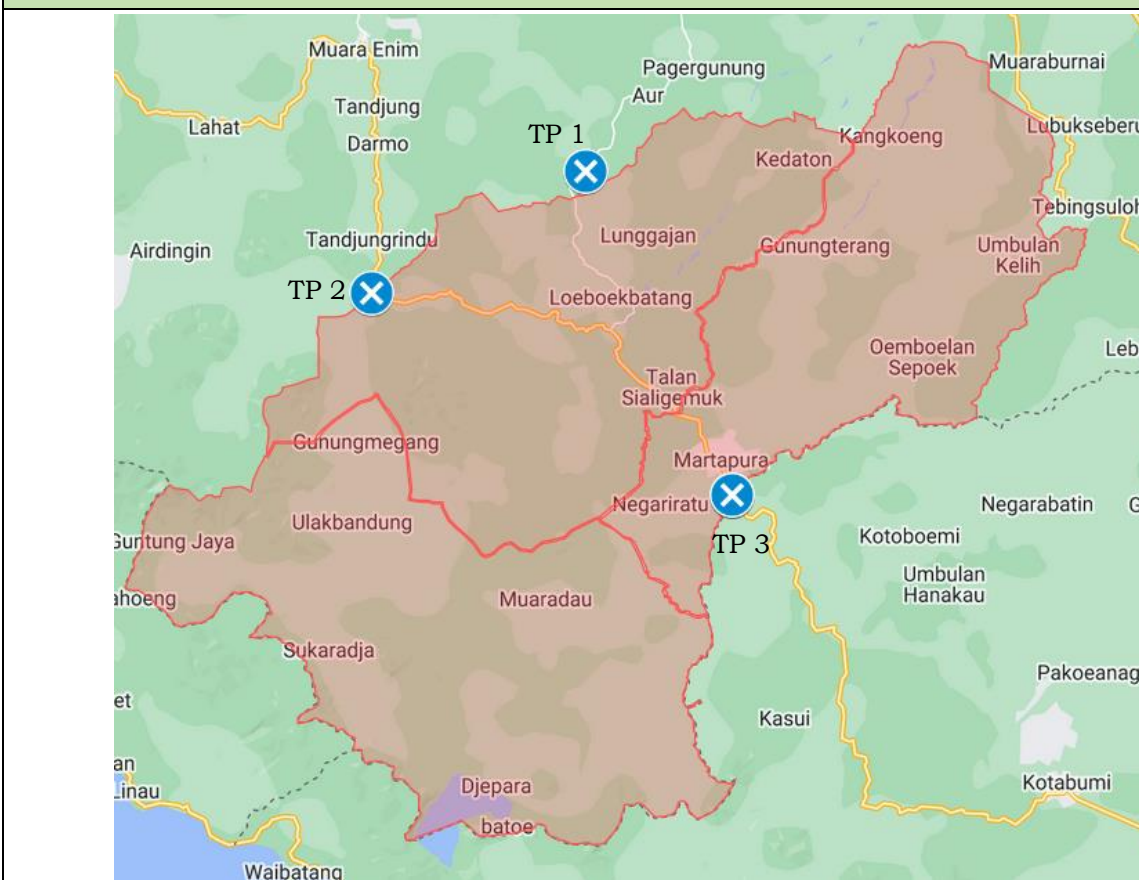 Muara Enim
Pagergunung
Muaraburnai
Aur
Tandjung
Lahat
TP 1
Kangkoeng
Darmo
Kedaton
Tebingsuloh
Tandjungrindu
Lunggajan
Airdingin
Gunungterang
Umbulan
Kelih
TP 2
Loeboekbatang
Oemboelan
Sepoek
Leb
Talan
Sialigemuk
Gunungmegang
Martapura
Negariratu
Negarabatin
Ulakbandung
Guntung Jaya
TP 3
Kotoboemi
Umbulan
Hanakau
ahoeng
Muaradau
Sukaradja
Pakoeanag
et
Kasui
an
Linau
Djepara
Kotabumi
batoe
Waibatang